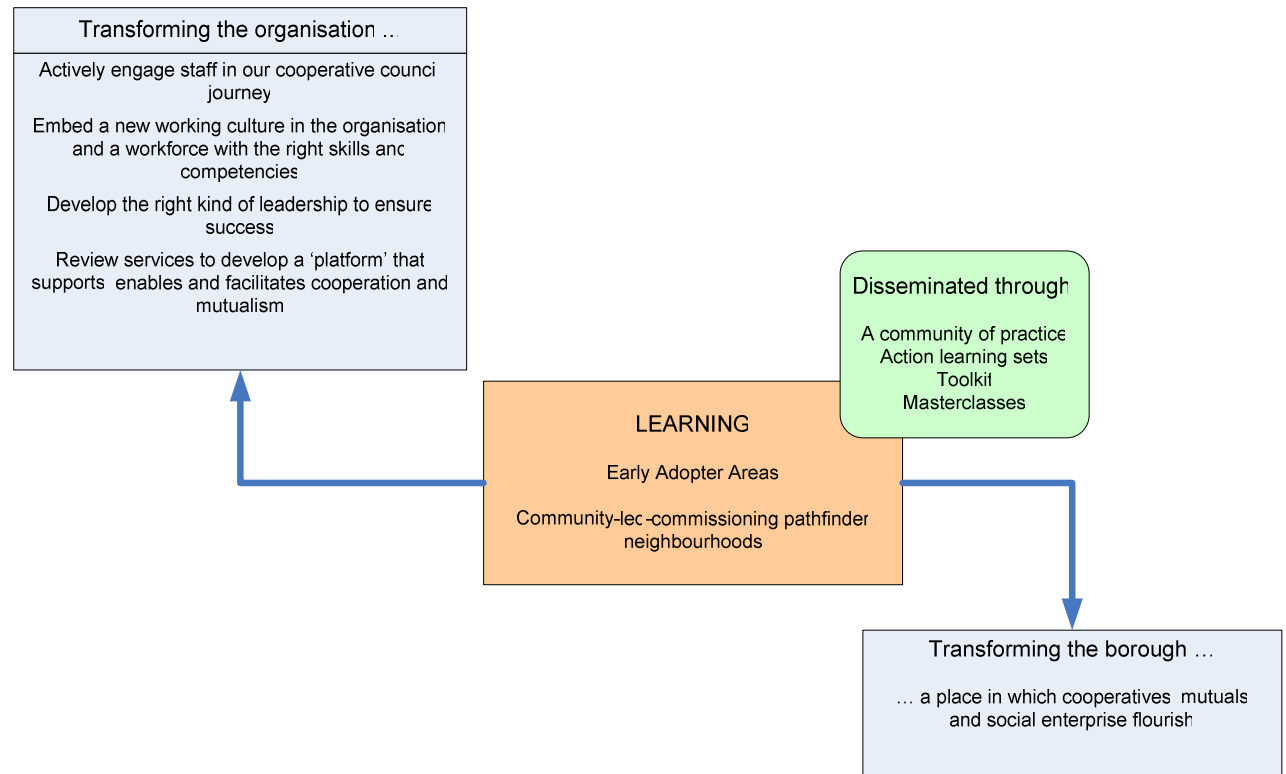 Transforming the organisation ...
Actively engage staff in our cooperative counci
journey
Embed a new working culture in the organisation
and a workforce with the right skills and
competencies
Develop the right kind of leadership to ensure
success
Review services to develop a ‘platform’ that
supports enables and facilitates cooperation and
mutualism
Disseminated through
A community of practice
Action learning sets
Toolkit
Masterclasses
LEARNING
Early Adopter Areas
Community-led-commissioning pathfinder
neighbourhoods
Transforming the borough ...
... a place in which cooperatives mutuals
and social enterprise flourish